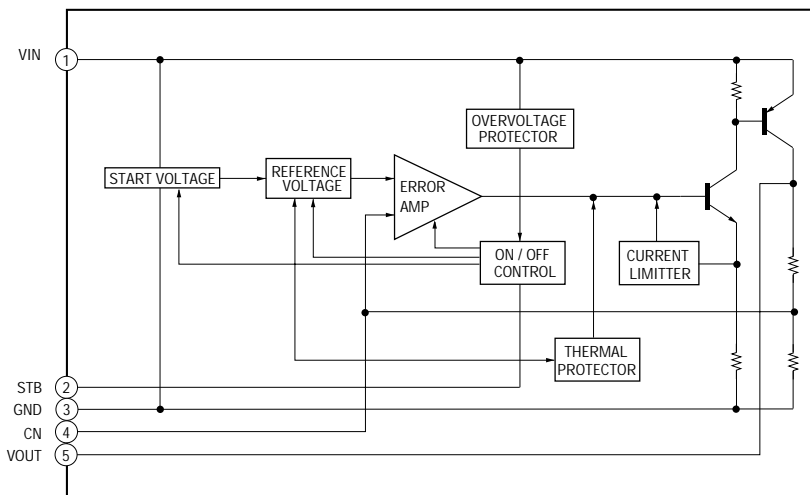 VIN
1
OVERVOLTAGE
PROTECTOR
START VOLTAGE
REFERENCE
VOLTAGE
ERROR
AMP
ON / OFF
CONTROL
CURRENT
LIMITTER
THERMAL
PROTECTOR
STB
2
GND
3
CN
4
VOUT
5